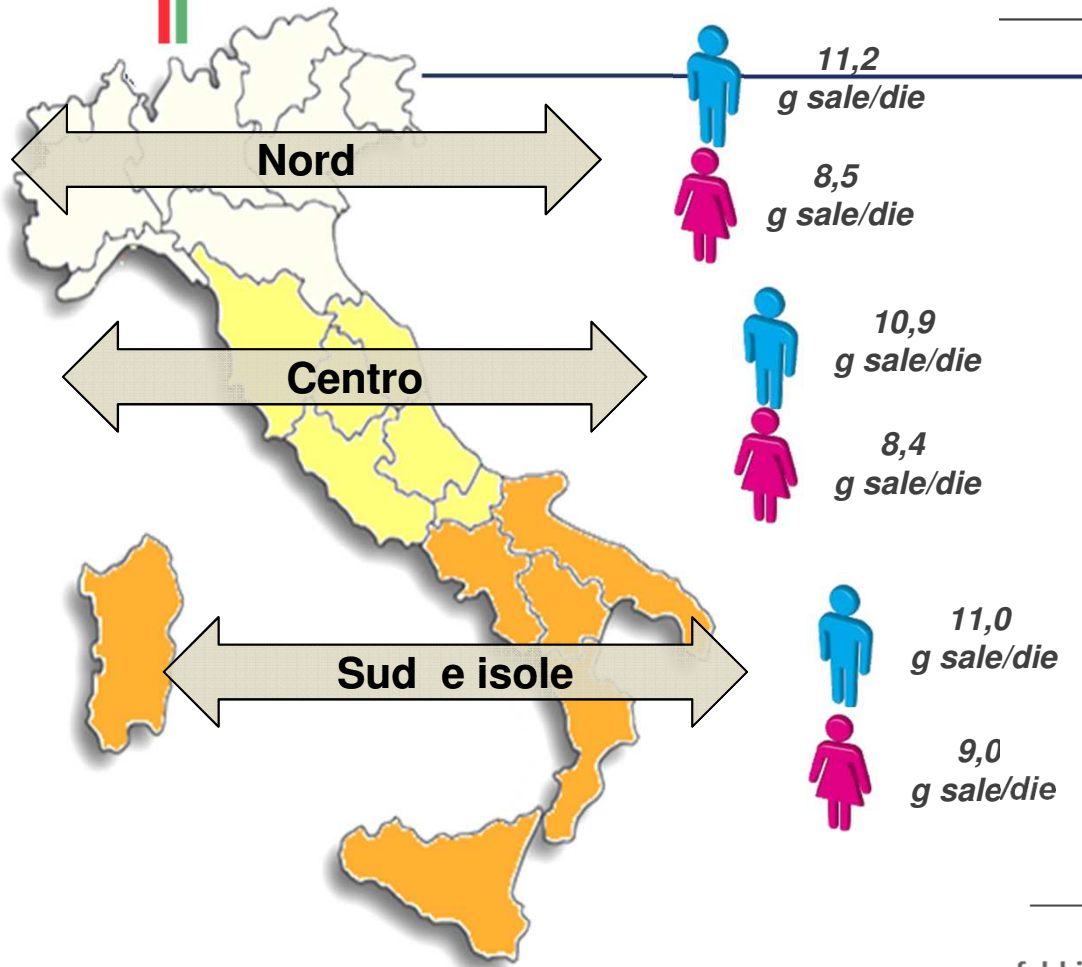 11,2
g sale/die
Nord
8,5
g sale/die
10,9
g sale/die
Centro
8,4
g sale/die
11,0
g sale/die
Sud e isole
9,0
g sale/die